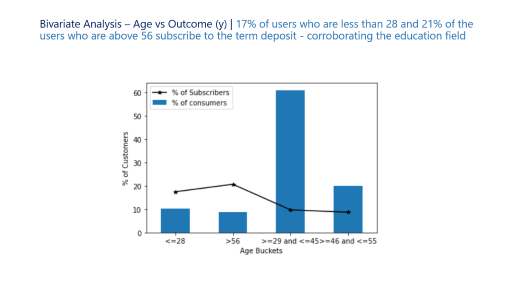 Bivariate Analysis – Age vs Outcome (y) | 17% of users who are less than 28 and 21% of the
users who are above 56 subscribe to the term deposit - corroborating the education field
% of Subscribers
% of consumers
60
50
40
30
20
10
0
% of Customers
<=28
>56
>=29 and <=45
>=46 and <=55
Age Buckets